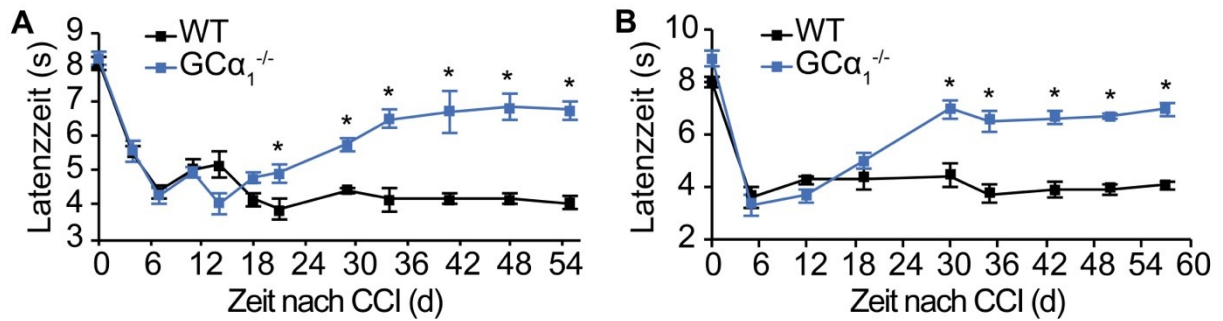 A
WT
GCα₁⁻/⁻
Latenzzeit (s)
9
8
7
6
5
4
3
* * * * * *
0 6 12 18 24 30 36 42 48 54
Zeit nach CCI (d)
B
WT
GCα₁⁻/⁻
Latenzzeit (s)
10
8
6
4
2
* * * * *
0 6 12 18 24 30 36 42 48 54 60
Zeit nach CCI (d)